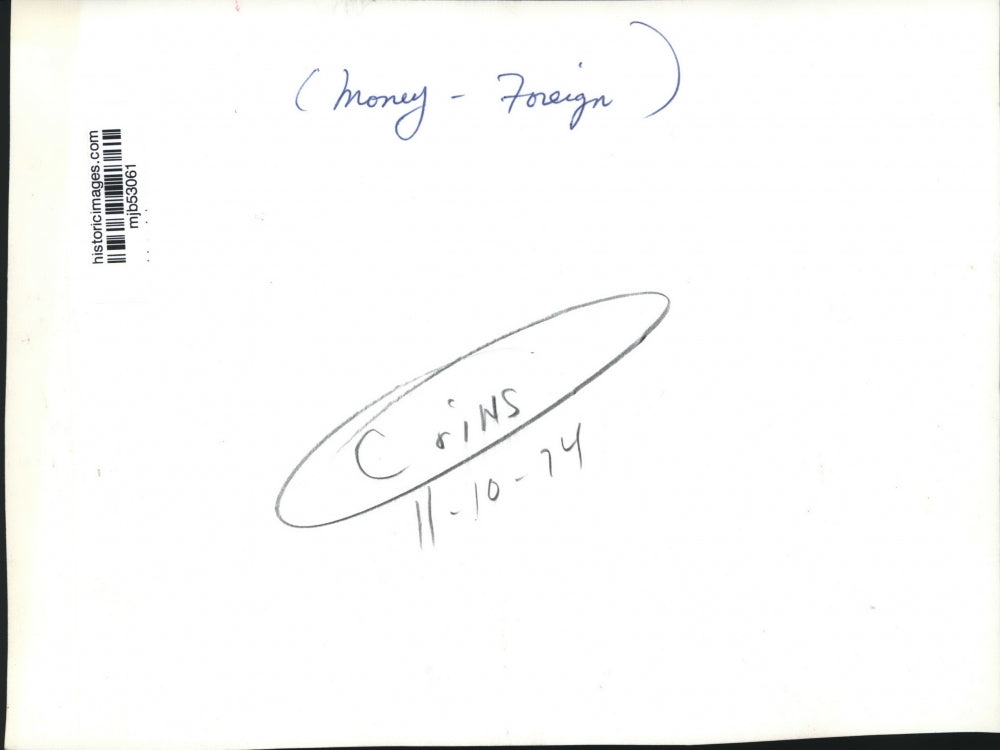 (Money - Foreign)
historicimages.com
mjb53061
Coins
11-10-74